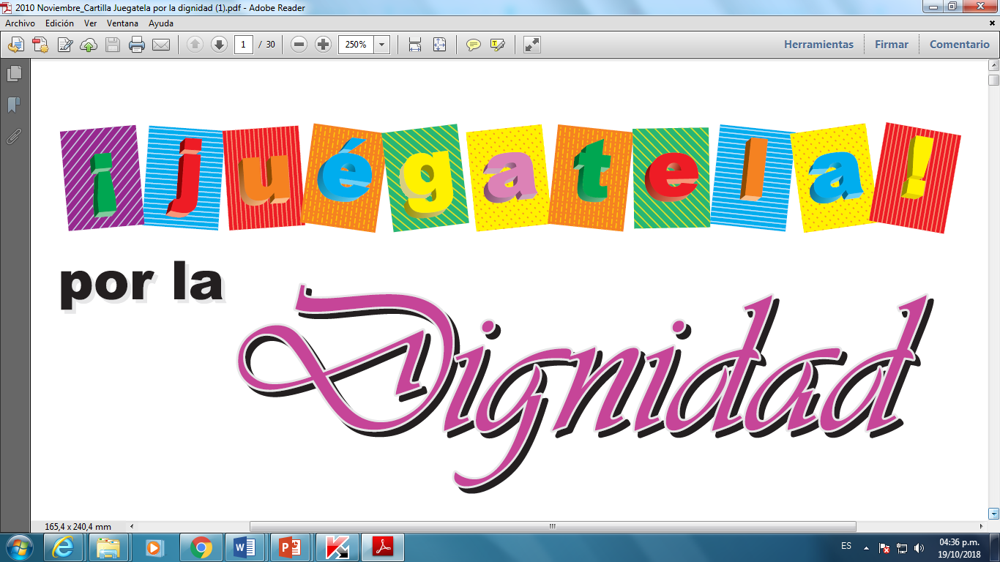 2010 Noviembre_Cartilla Juegatela por la dignidad (1).pdf - Adobe Reader
Archivo Edición Ver Ventana Ayuda
1 / 30 250% Herramientas Firmar Comentario
¡juégatela!
por la
Dignidad
165,4 x 240,4 mm
ES 04:36 p.m.
19/10/2018